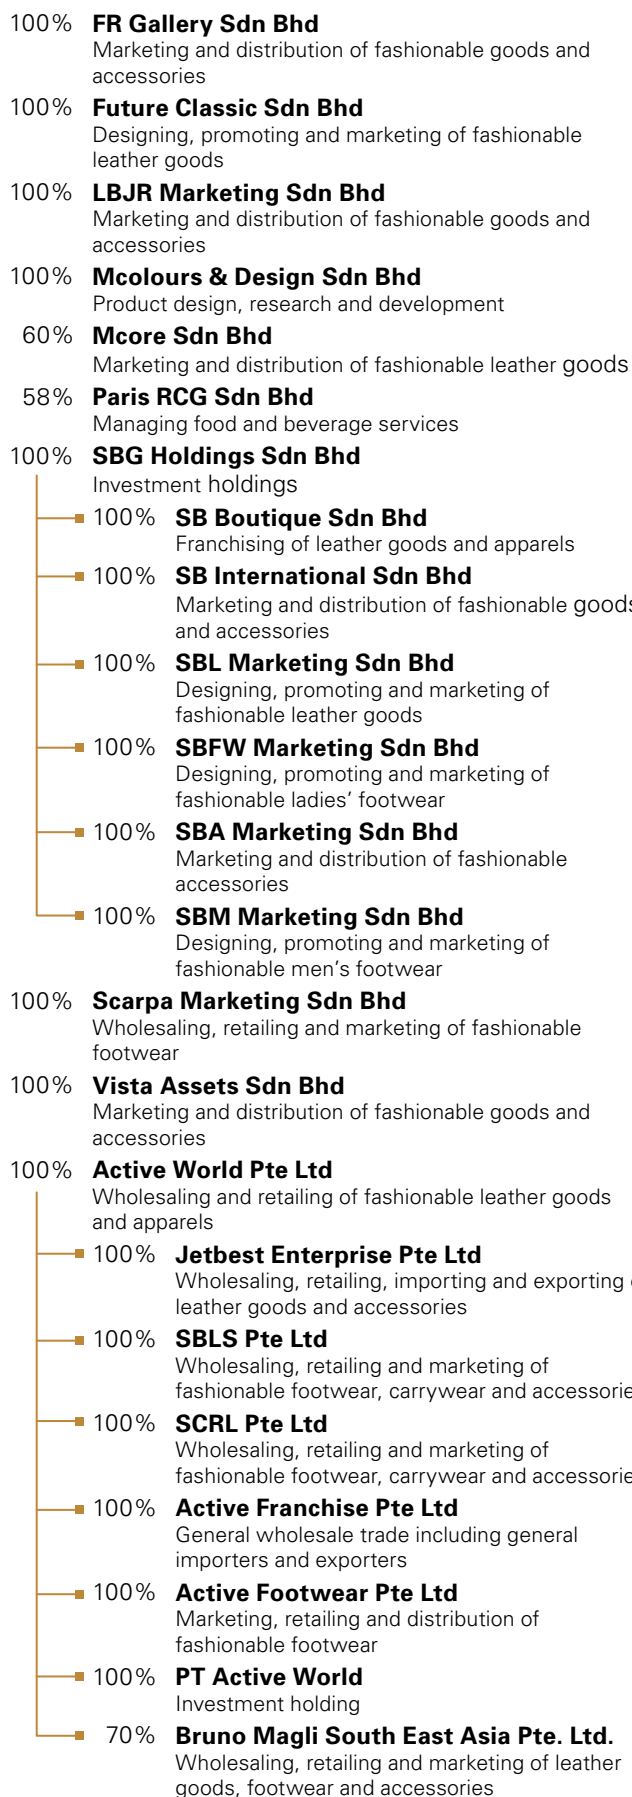 100% FR Gallery Sdn Bhd
Marketing and distribution of fashionable goods and
accessories
100% Future Classic Sdn Bhd
Designing, promoting and marketing of fashionable
leather goods
100% LBJR Marketing Sdn Bhd
Marketing and distribution of fashionable goods and
accessories
100% Mcolours & Design Sdn Bhd
Product design, research and development
60% Mcore Sdn Bhd
Marketing and distribution of fashionable leather goods
58% Paris RCG Sdn Bhd
Managing food and beverage services
100% SBG Holdings Sdn Bhd
Investment holdings
100% SB Boutique Sdn Bhd
Franchising of leather goods and apparels
100% SB International Sdn Bhd
Marketing and distribution of fashionable goods
and accessories
100% SBL Marketing Sdn Bhd
Designing, promoting and marketing of
fashionable leather goods
100% SBFW Marketing Sdn Bhd
Designing, promoting and marketing of
fashionable ladies’ footwear
100% SBA Marketing Sdn Bhd
Marketing and distribution of fashionable
accessories
100% SBM Marketing Sdn Bhd
Designing, promoting and marketing of
fashionable men’s footwear
100% Scarpa Marketing Sdn Bhd
Wholesaling, retailing and marketing of fashionable
footwear
100% Vista Assets Sdn Bhd
Marketing and distribution of fashionable goods and
accessories
100% Active World Pte Ltd
Wholesaling and retailing of fashionable leather goods
and apparels
100% Jetbest Enterprise Pte Ltd
Wholesaling, retailing, importing and exporting
leather goods and accessories
100% SBLS Pte Ltd
Wholesaling, retailing and marketing of
fashionable footwear, carrywear and accessorie
100% SCRL Pte Ltd
Wholesaling, retailing and marketing of
fashionable footwear, carrywear and accessorie
100% Active Franchise Pte Ltd
General wholesale trade including general
importers and exporters
100% Active Footwear Pte Ltd
Marketing, retailing and distribution of
fashionable footwear
100% PT Active World
Investment holding
70% Bruno Magli South East Asia Pte. Ltd.
Wholesaling, retailing and marketing of leather
goods, footwear and accessories